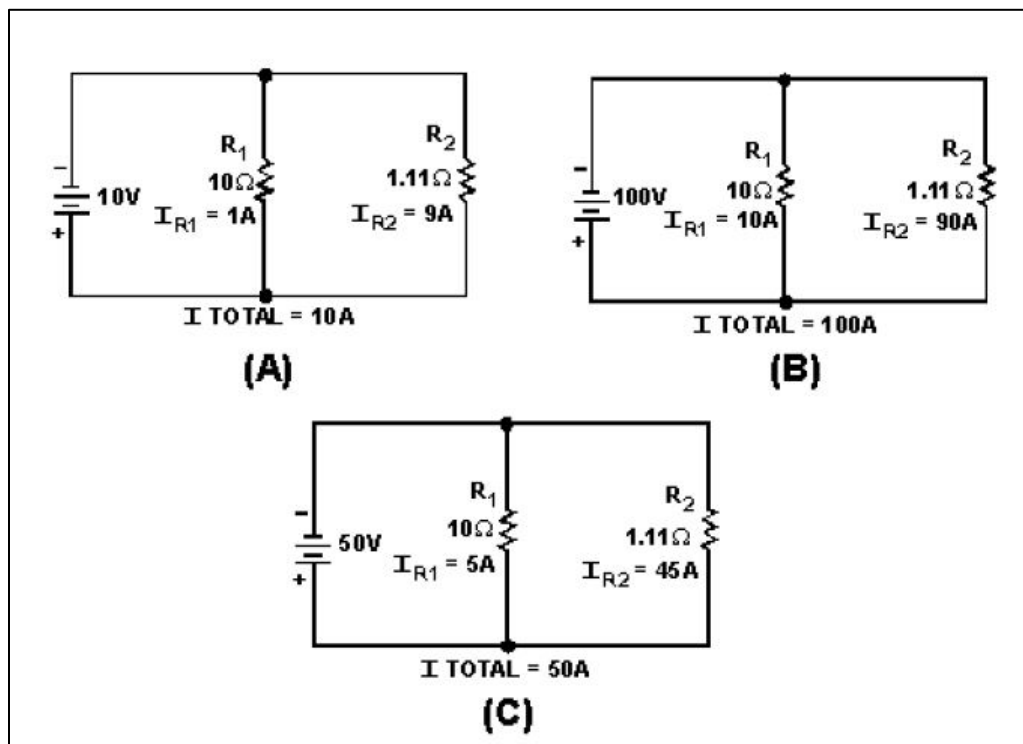 −
10V
+
R1
10Ω
IR1 = 1A
R2
1.11Ω
IR2 = 9A
I TOTAL = 10A
(A)
−
100V
+
R1
10Ω
IR1 = 10A
R2
1.11Ω
IR2 = 90A
I TOTAL = 100A
(B)
−
50V
+
R1
10Ω
IR1 = 5A
R2
1.11Ω
IR2 = 45A
I TOTAL = 50A
(C)